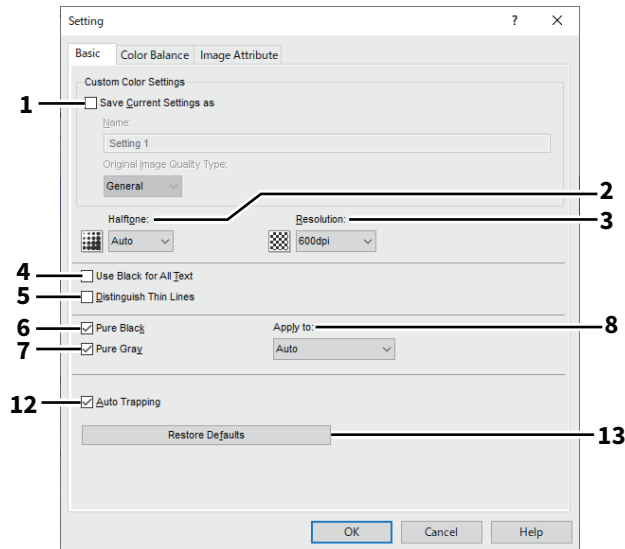 Setting ? ×
Basic Color Balance Image Attribute
Custom Color Settings
1 Save Current Settings as
Name:
Setting 1
Original Image Quality Type:
General
2
Halftone: Resolution: 3
Auto 600dpi
4 Use Black for All Text
5 Distinguish Thin Lines
6 Pure Black Apply to: 8
7 Pure Gray Auto
12 Auto Trapping
Restore Defaults 13
OK Cancel Help